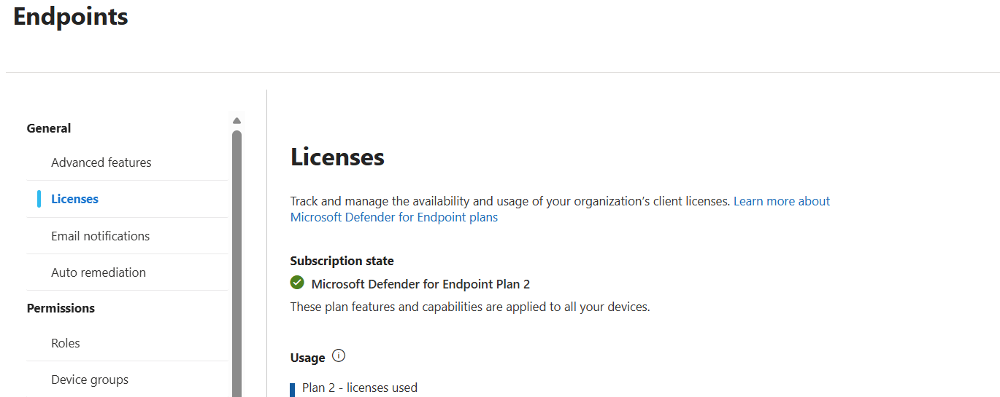 Endpoints
General
Advanced features
Licenses
Email notifications
Auto remediation
Permissions
Roles
Device groups
Licenses
Track and manage the availability and usage of your organization’s client licenses. Learn more about
Microsoft Defender for Endpoint plans
Subscription state
Microsoft Defender for Endpoint Plan 2
These plan features and capabilities are applied to all your devices.
Usage
Plan 2 - licenses used